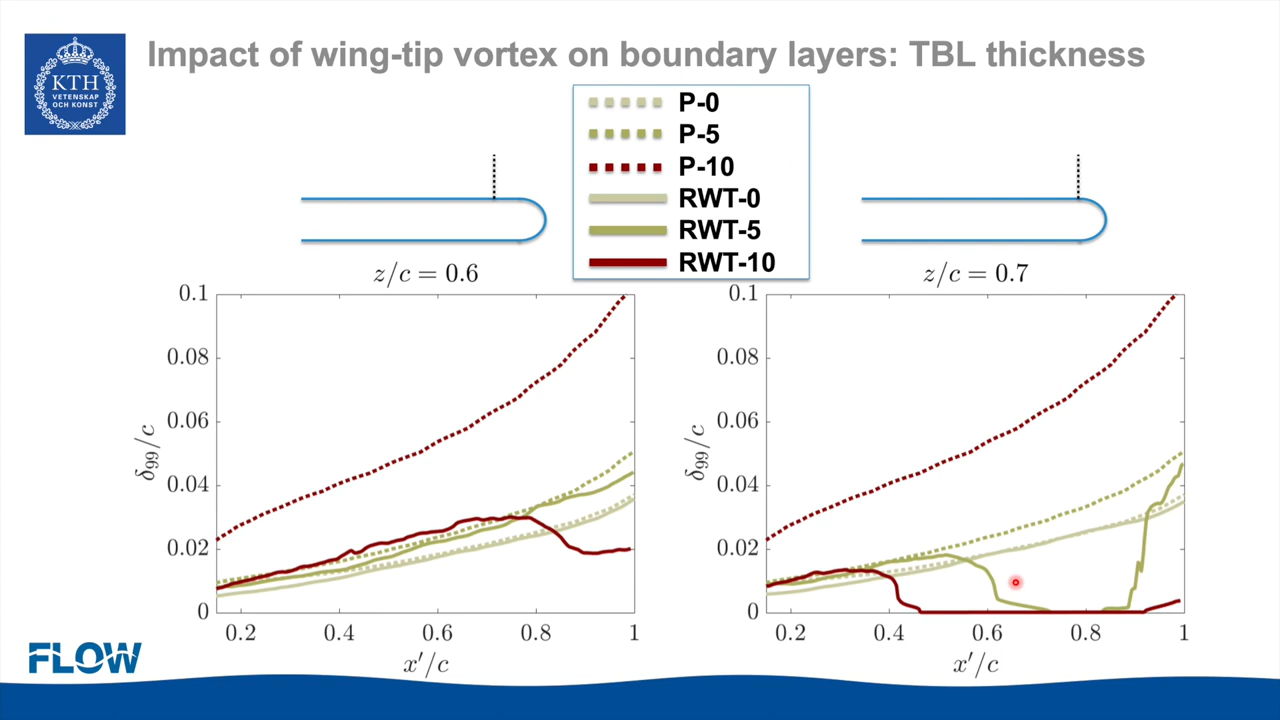 Impact of wing-tip vortex on boundary layers: TBL thickness
KTH
VETENSKAP
OCH KONST
P-0
P-5
P-10
RWT-0
RWT-5
RWT-10
z/c = 0.6
0.1
0.08
0.06
0.04
0.02
0
δ99/c
0.2
0.4
0.6
0.8
1
x′/c
z/c = 0.7
0.1
0.08
0.06
0.04
0.02
0
δ99/c
0.2
0.4
0.6
0.8
1
x′/c
FLOW